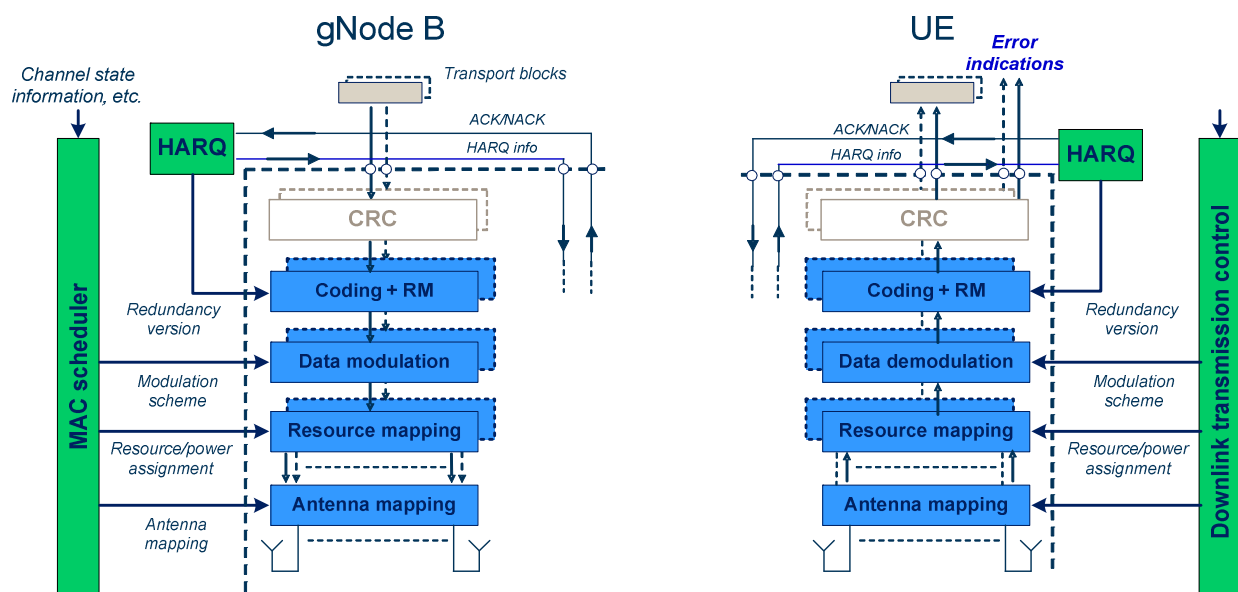 gNode B
UE
Channel state
information, etc.
Transport blocks
Error
indications
HARQ
ACK/NACK
HARQ info
ACK/NACK
HARQ info
HARQ
CRC
CRC
MAC scheduler
Coding + RM
Coding + RM
Downlink transmission control
Redundancy
version
Redundancy
version
Data modulation
Data demodulation
Modulation
scheme
Modulation
scheme
Resource mapping
Resource mapping
Resource/power
assignment
Resource/power
assignment
Antenna mapping
Antenna mapping
Antenna
mapping